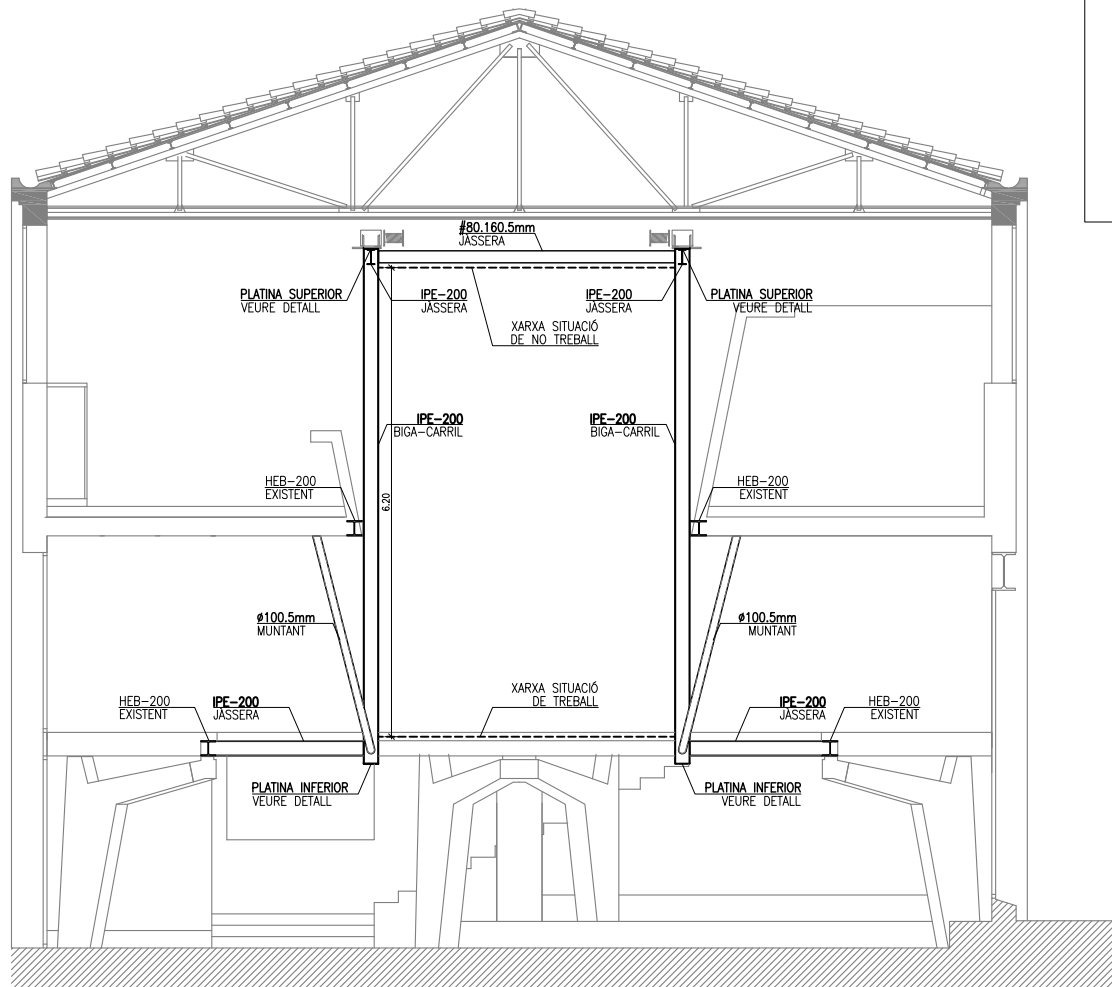 #80.160.5mm
JÀSSERA
PLATINA SUPERIOR
VEURE DETALL
IPE-200
JÀSSERA
IPE-200
JÀSSERA
PLATINA SUPERIOR
VEURE DETALL
XARXA SITUACIÓ
DE NO TREBALL
IPE-200
BIGA-CARRIL
IPE-200
BIGA-CARRIL
HEB-200
EXISTENT
6.20
HEB-200
EXISTENT
ø100.5mm
MUNTANT
ø100.5mm
MUNTANT
HEB-200
EXISTENT
IPE-200
JÀSSERA
XARXA SITUACIÓ
DE TREBALL
IPE-200
JÀSSERA
HEB-200
EXISTENT
PLATINA INFERIOR
VEURE DETALL
PLATINA INFERIOR
VEURE DETALL